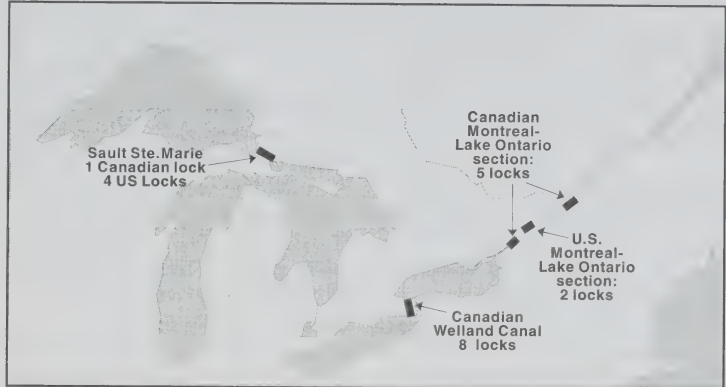 Sault Ste. Marie
1 Canadian lock
4 US Locks
Canadian
Montreal-
Lake Ontario
section:
5 locks
U.S.
Montreal-
Lake Ontario
section:
2 locks
Canadian
Welland Canal
8 locks